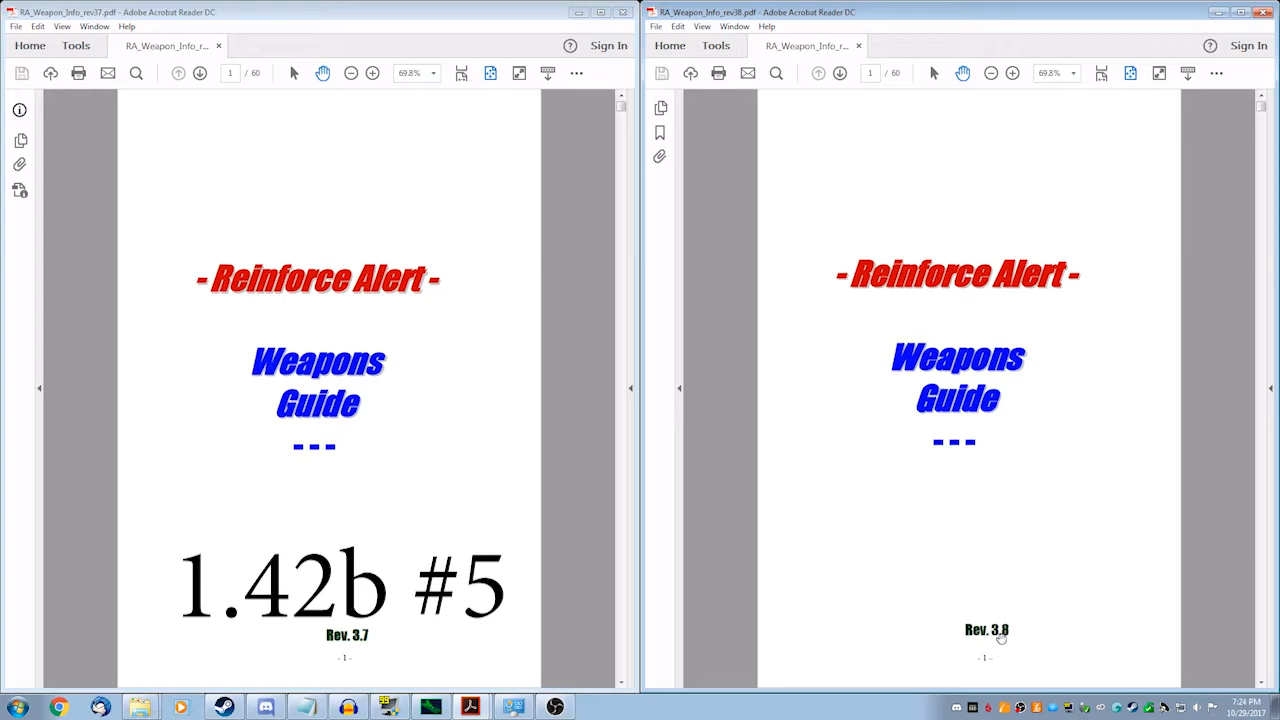 RA_Weapon_Info_rev37.pdf - Adobe Acrobat Reader DC
File Edit View Window Help
Home Tools RA_Weapon_Info_r... × Sign In
1 / 60 69.8%
- Reinforce Alert -
Weapons
Guide
---
1.42b #5
Rev. 3.7
- 1 -
RA_Weapon_Info_rev38.pdf - Adobe Acrobat Reader DC
File Edit View Window Help
Home Tools RA_Weapon_Info_r... × Sign In
1 / 60 69.8%
- Reinforce Alert -
Weapons
Guide
---
Rev. 3.8
- 1 -
7:24 PM
10/29/2017